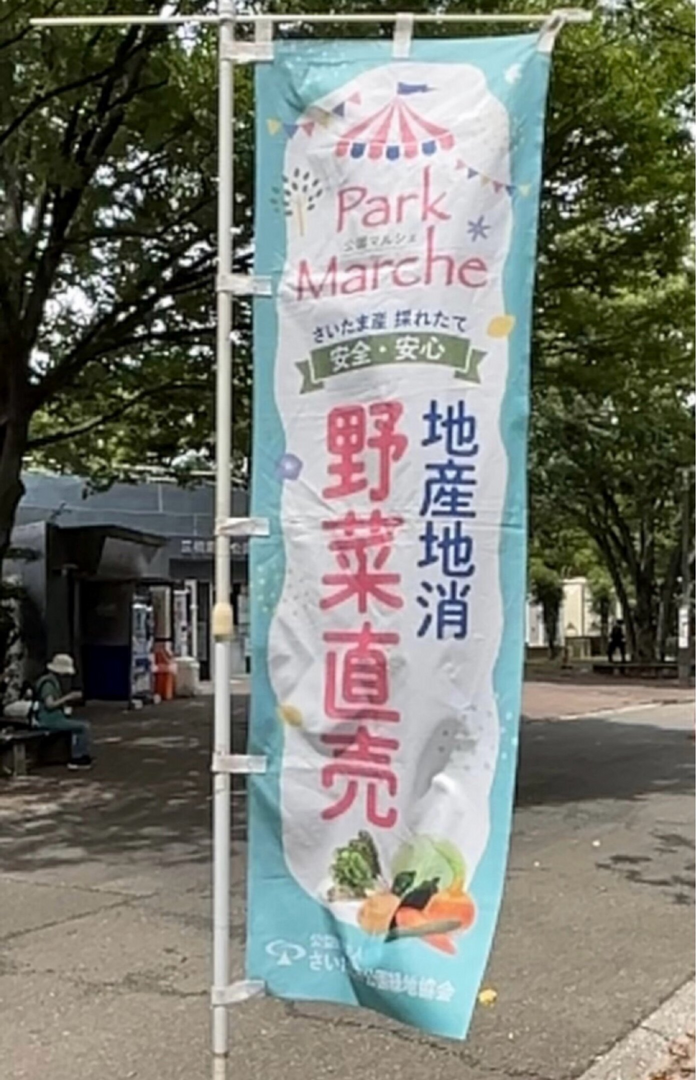 Park
公園マルシェ
Marche
さいたま産 採れたて
安全・安心
地産地消
野菜直売
公園緑地協会